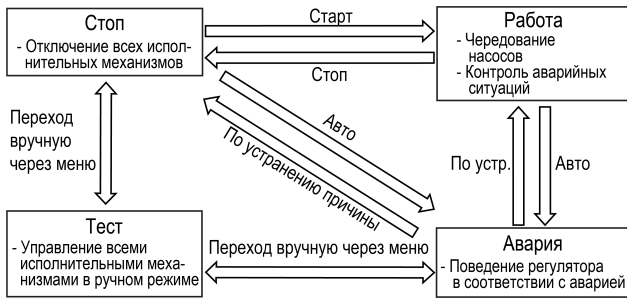 Стоп
- Отключение всех испол-
нительных механизмов
Старт
Стоп
Работа
- Чередование
насосов
- Контроль аварийных
ситуаций
Переход
вручную
через меню
Авто
По устранению причины
По устр.
Авто
Тест
- Управление всеми
исполнительными меха-
низмами в ручном режиме
Переход вручную через меню
Авария
- Поведение регулятора
в соответствии с аварией